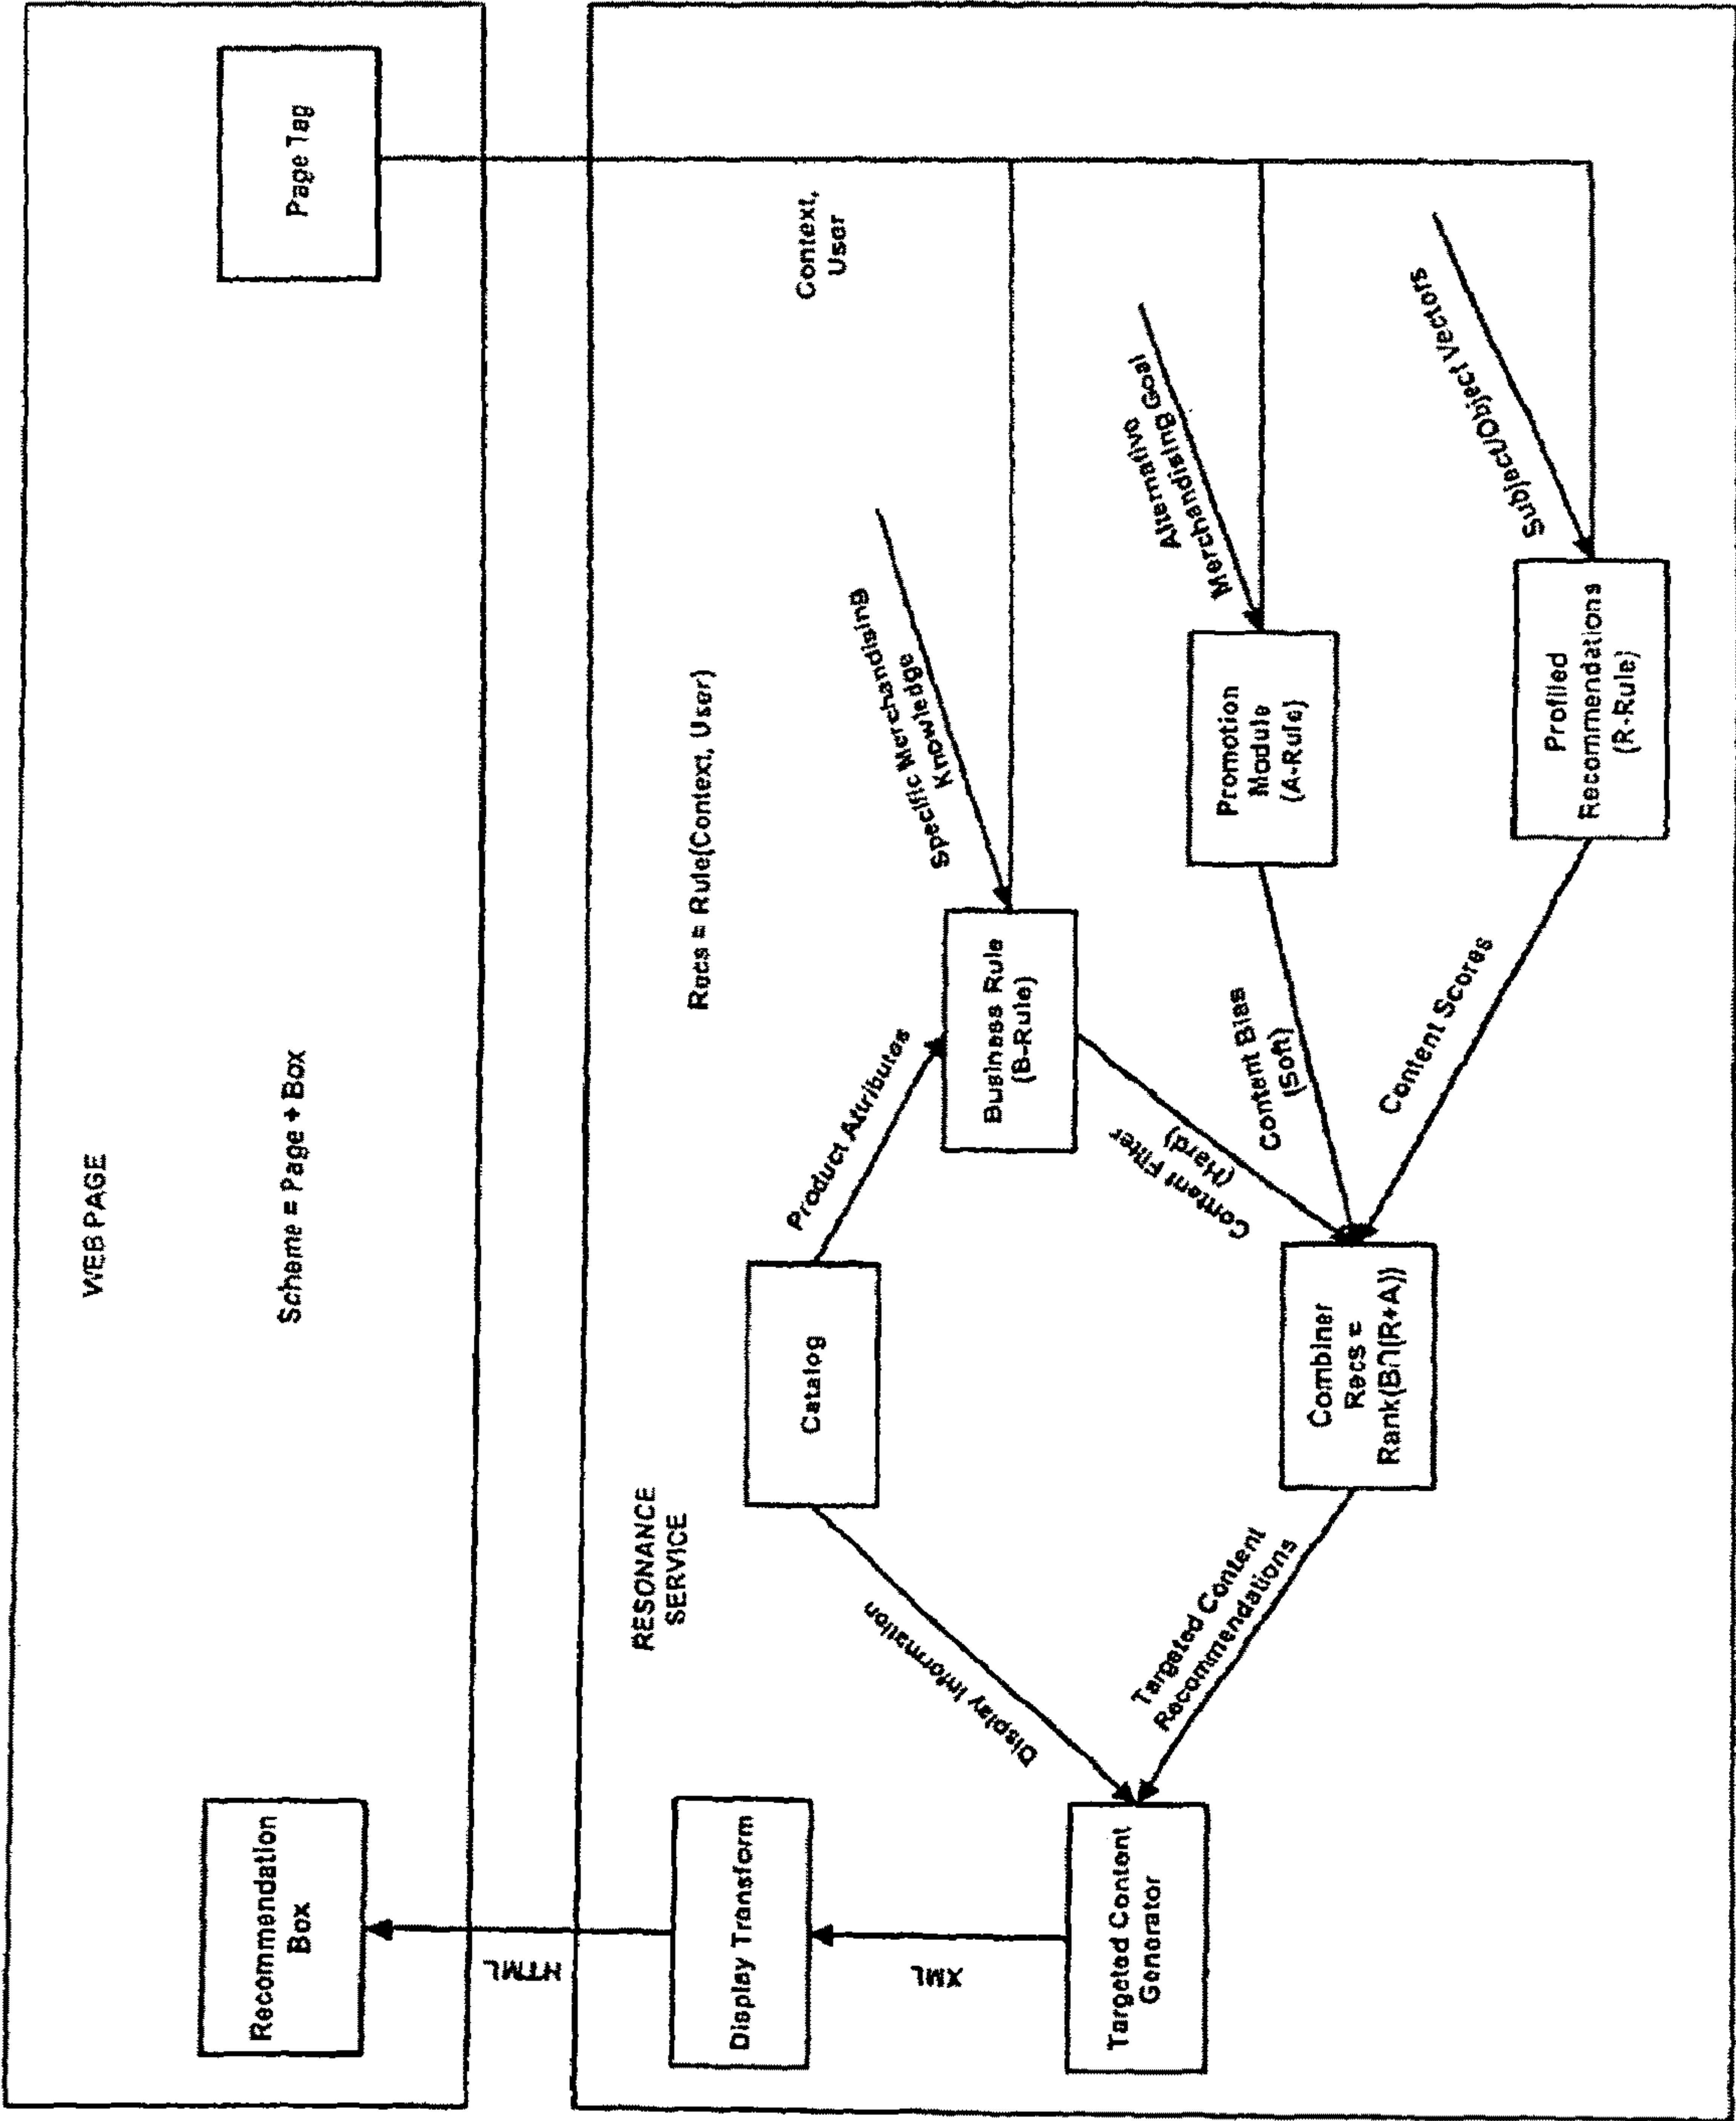 WEB PAGE
Scheme = Page + Box
Recommendation
Box
Page Tag
HTML
RESONANCE
SERVICE
Recs = Rule(Context, User)
Context,
User
Display Transform
XML
Catalog
Product Attributes
Specific Merchandising
Knowledge
Business Rule
(B-Rule)
Display Information
Content Filter
(Hard)
Alternative
Merchandising Goal
Promotion
Module
(A-Rule)
Content Bias
(Soft)
Targeted Content
Generator
Targeted Content
Recommendations
Combiner
Recs =
Rank(B∩(R+A))
Content Scores
Subject/Object Vectors
Profiled
Recommendations
(R-Rule)